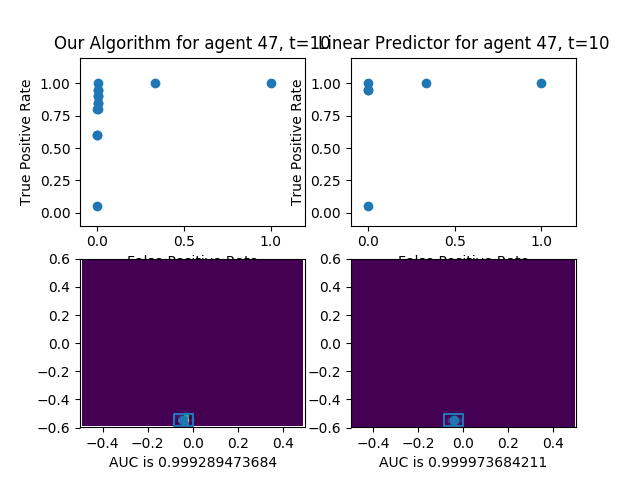 Our Algorithm for agent 47, t=10
Linear Predictor for agent 47, t=10
True Positive Rate
1.00
0.75
0.50
0.25
0.00
0.0 0.5 1.0
False Positive Rate
True Positive Rate
1.00
0.75
0.50
0.25
0.00
0.0 0.5 1.0
False Positive Rate
0.6
0.4
0.2
0.0
−0.2
−0.4
−0.6
−0.4 −0.2 0.0 0.2 0.4
AUC is 0.999289473684
0.6
0.4
0.2
0.0
−0.2
−0.4
−0.6
−0.4 −0.2 0.0 0.2 0.4
AUC is 0.999973684211